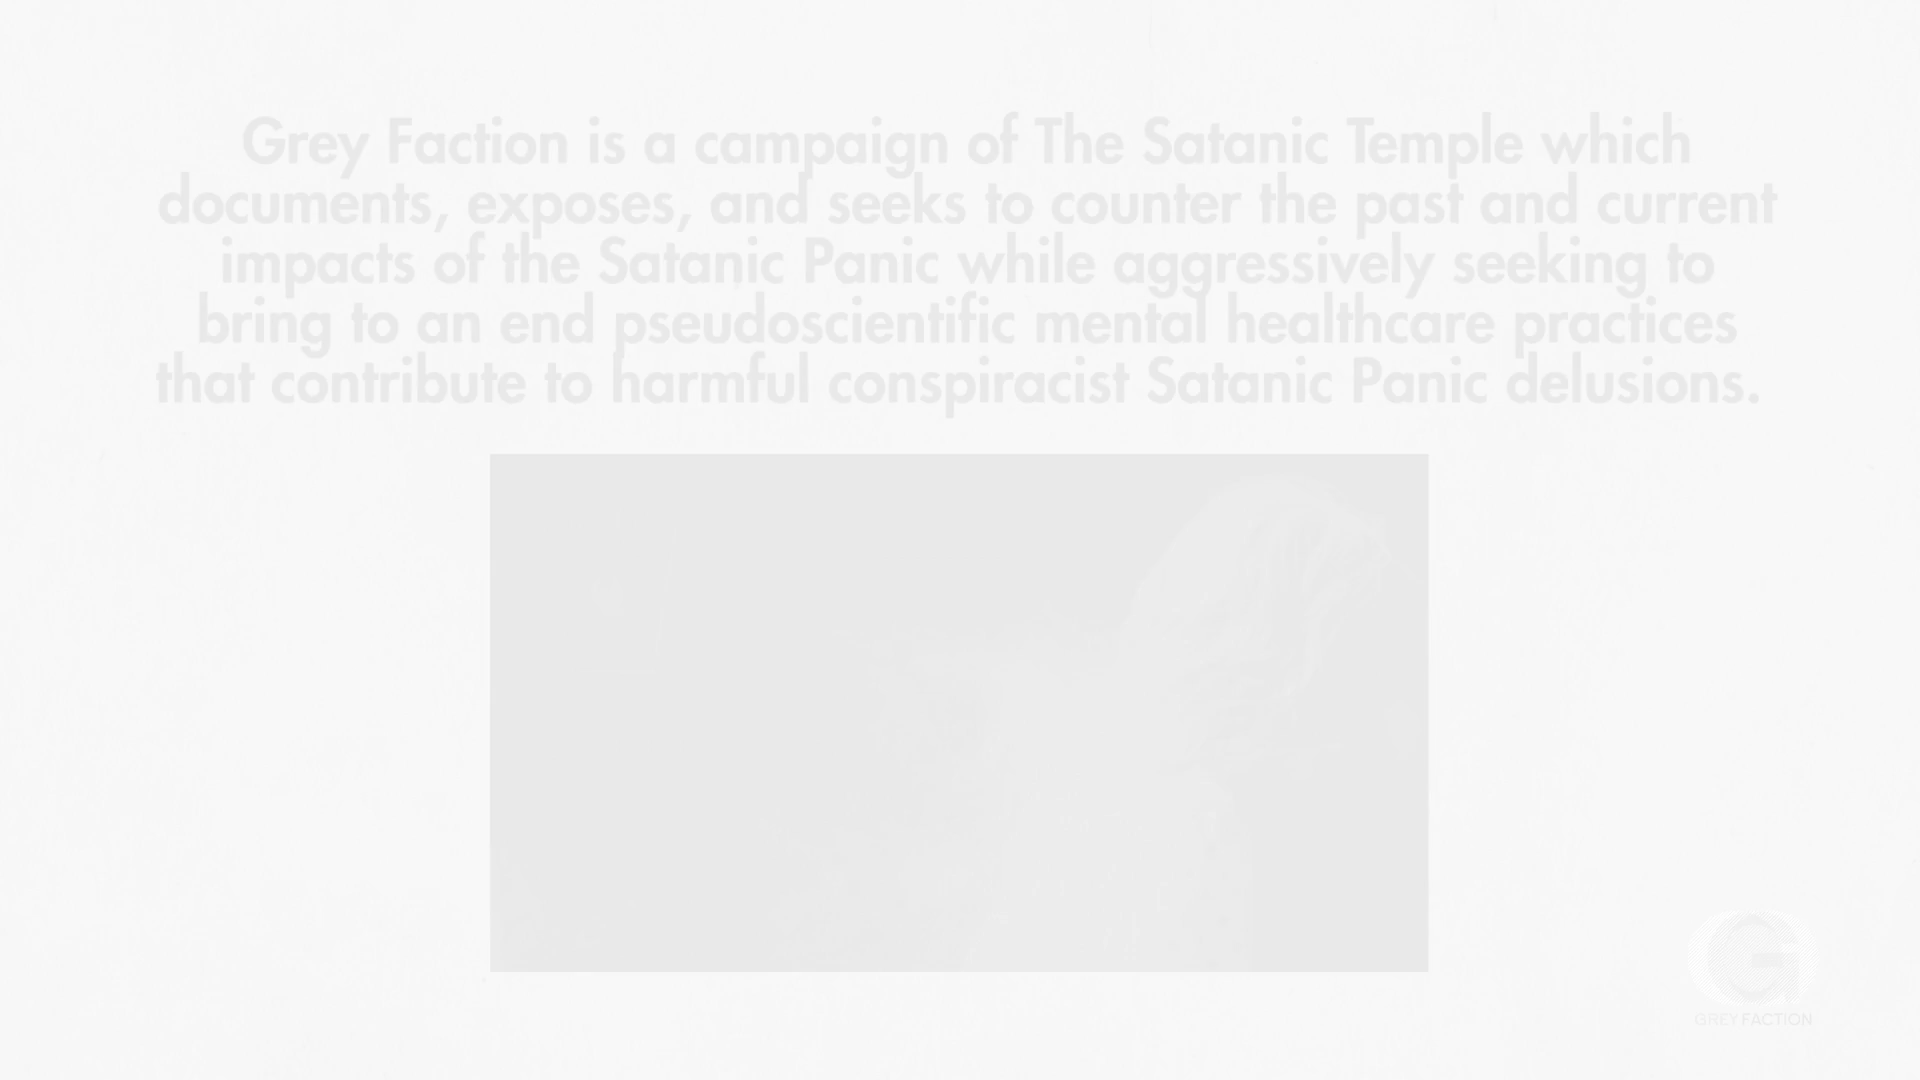 Grey Faction is a campaign of The Satanic Temple which
documents, exposes, and seeks to counter the past and current
impacts of the Satanic Panic while aggressively seeking to
bring to an end pseudoscientific mental healthcare practices
that contribute to harmful conspiracist Satanic Panic delusions.
G
GREY FACTION